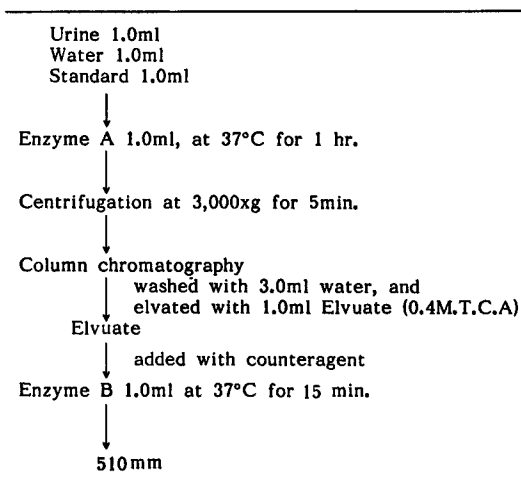 Urine 1.0ml
Water 1.0ml
Standard 1.0ml
Enzyme A 1.0ml, at 37°C for 1 hr.
Centrifugation at 3,000xg for 5min.
Column chromatography
washed with 3.0ml water, and
elvated with 1.0ml Elvuate (0.4M.T.C.A)
Elvuate
added with counteragent
Enzyme B 1.0ml at 37°C for 15 min.
510mm